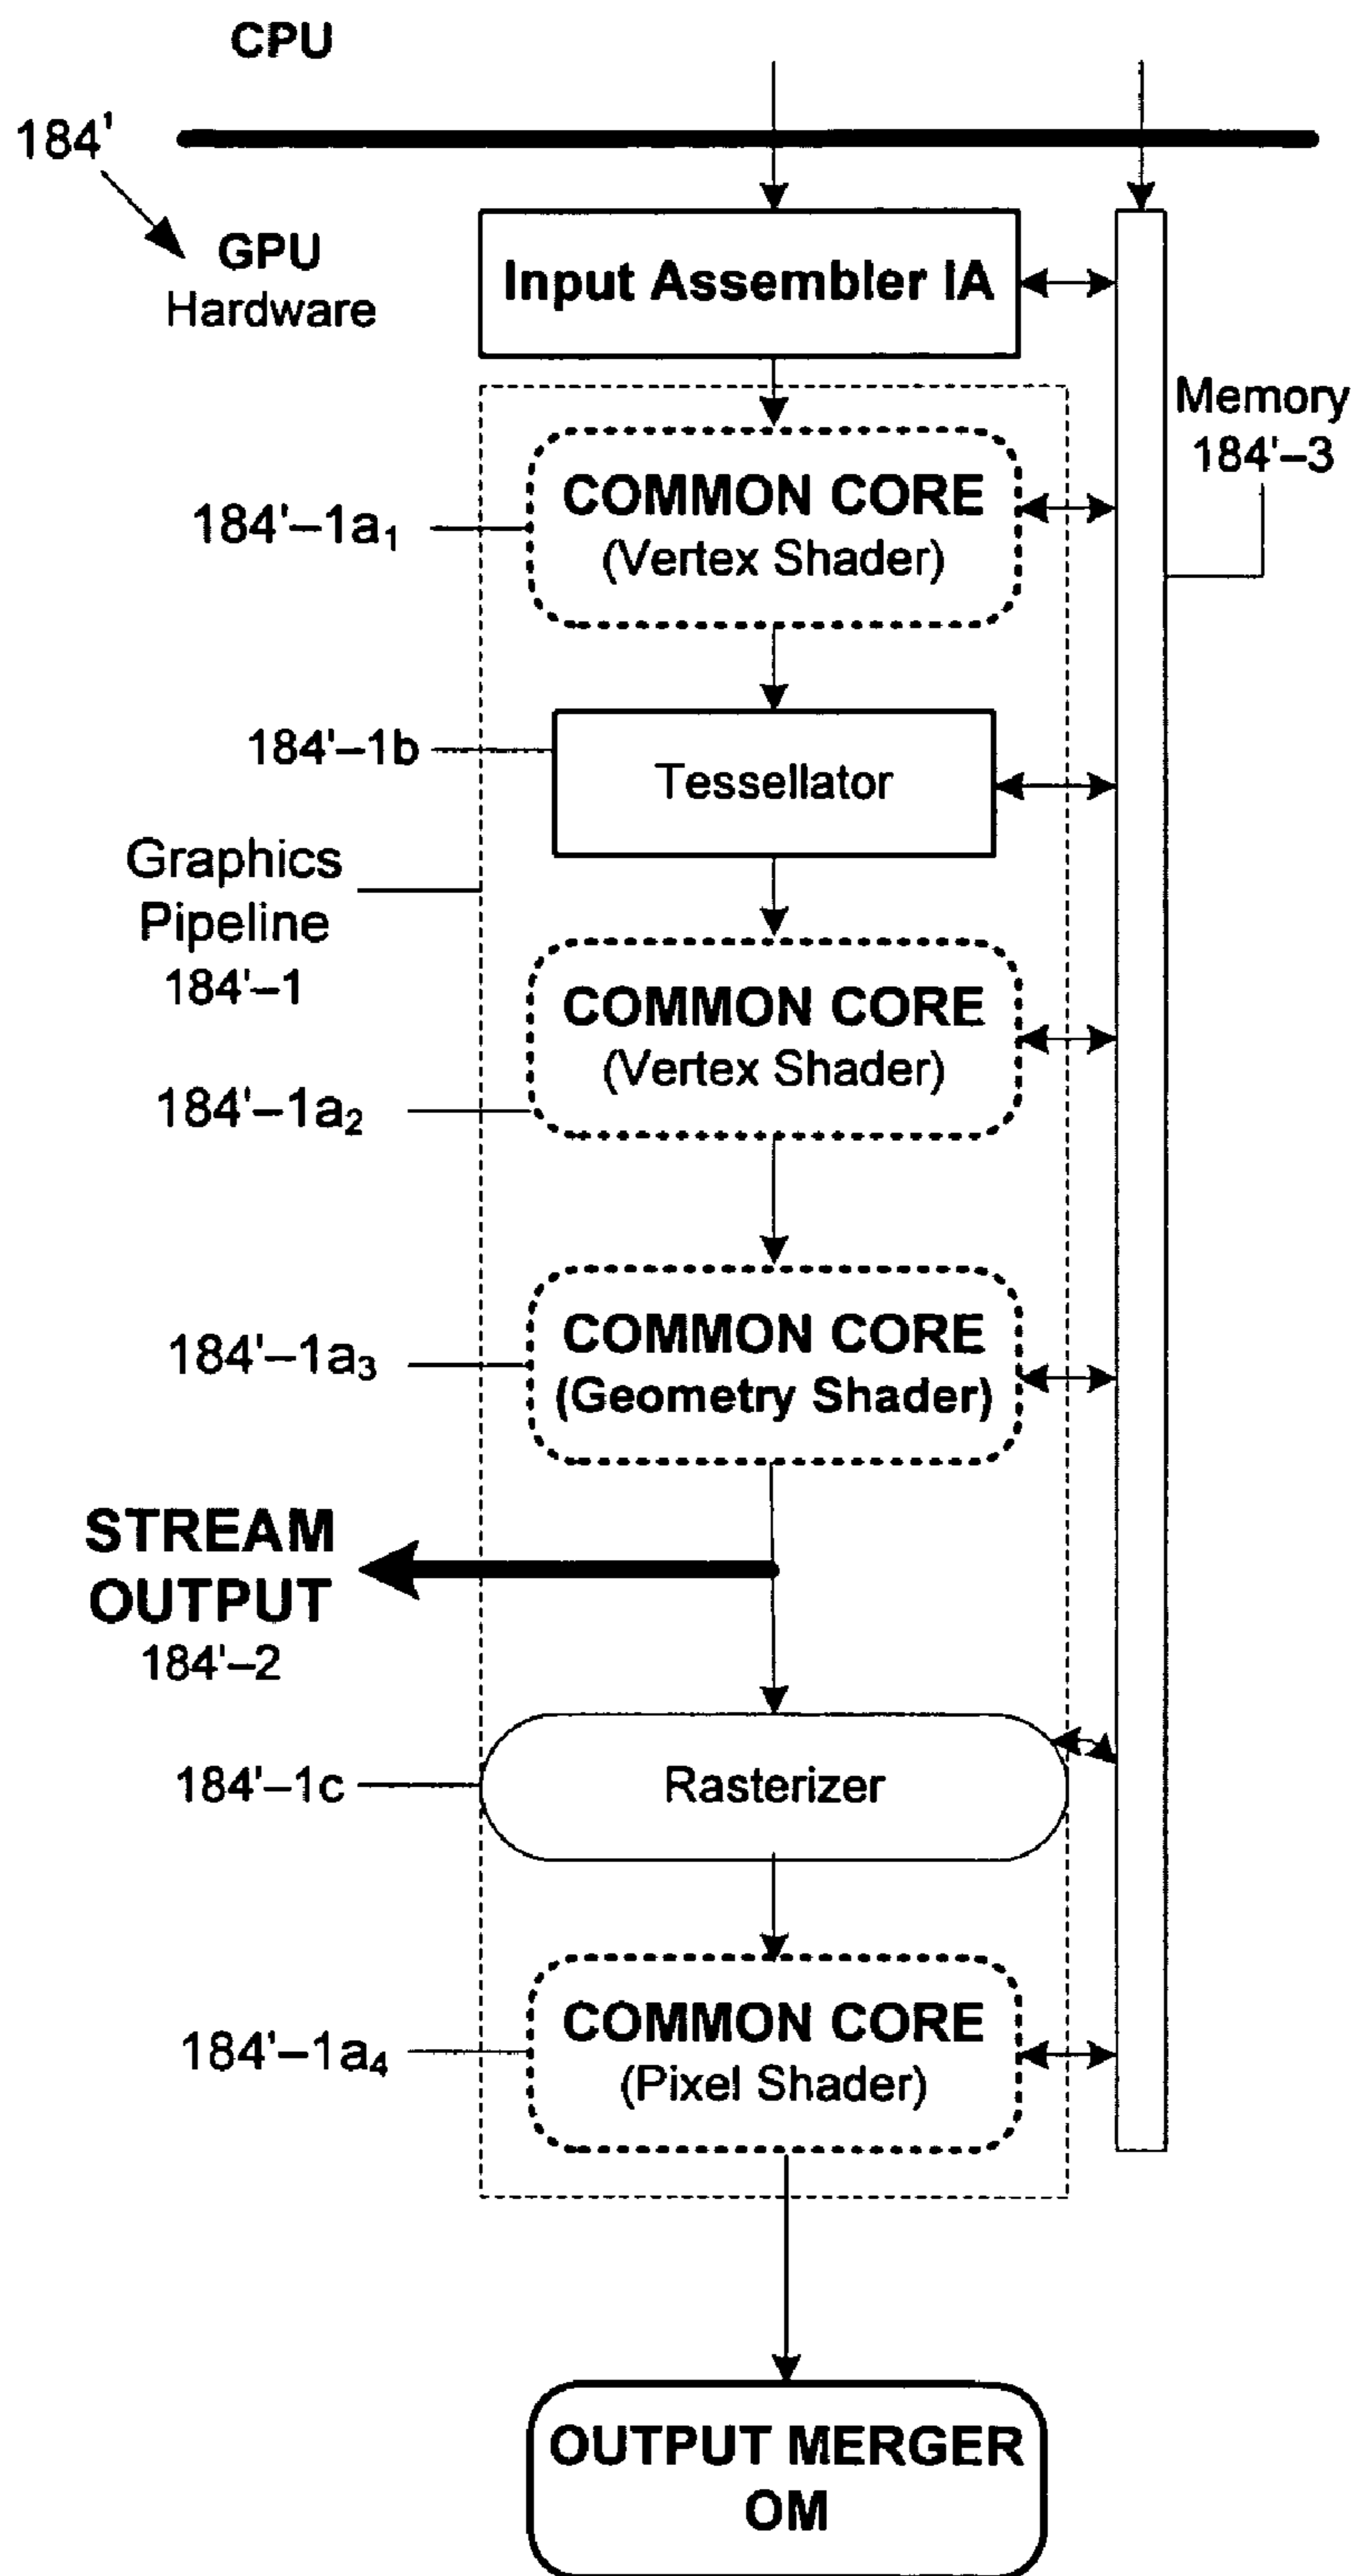 CPU
184'
GPU
Hardware
Input Assembler IA
Memory
184'–3
COMMON CORE
(Vertex Shader)
184'–1a₁
184'–1b
Tessellator
Graphics
Pipeline
184'–1
COMMON CORE
(Vertex Shader)
184'–1a₂
COMMON CORE
(Geometry Shader)
184'–1a₃
STREAM
OUTPUT
184'–2
184'–1c
Rasterizer
COMMON CORE
(Pixel Shader)
184'–1a₄
OUTPUT MERGER
OM